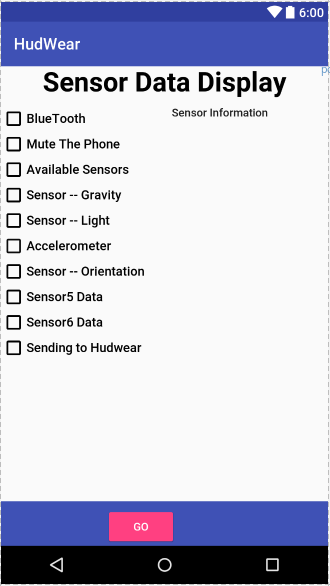 6:00
HudWear
Sensor Data Display
BlueTooth
Sensor Information
Mute The Phone
Available Sensors
Sensor -- Gravity
Sensor -- Light
Accelerometer
Sensor -- Orientation
Sensor5 Data
Sensor6 Data
Sending to Hudwear
GO